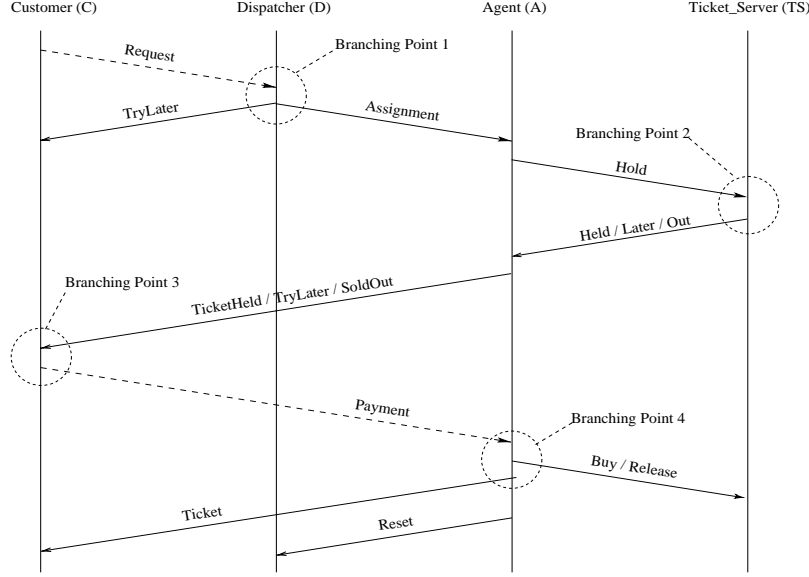 Customer (C)
Dispatcher (D)
Agent (A)
Ticket_Server (TS)
Request
Branching Point 1
TryLater
Assignment
Branching Point 2
Hold
Held / Later / Out
Branching Point 3
TicketHeld / TryLater / SoldOut
Payment
Branching Point 4
Buy / Release
Ticket
Reset